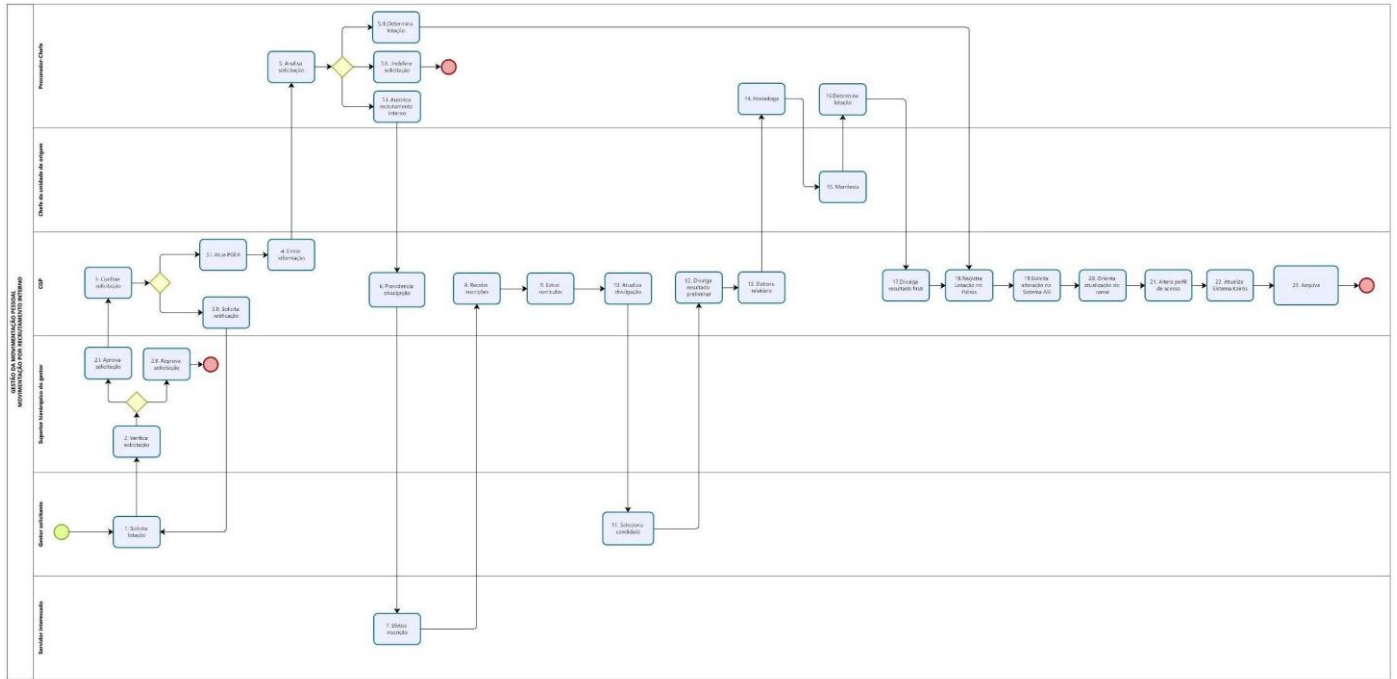 GESTÃO DA MOVIMENTAÇÃO PESSOAL
MOVIMENTAÇÃO POR RECRUTAMENTO INTERNO
Procurador-Chefe
5. Analisa
solicitação
5.III.Determina
lotação
5.II. Indefere
solicitação
5.I. Autoriza
recrutamento
interno
14. Homologa
16.Determina
lotação
Chefe da unidade de origem
15. Manifesta
CGP
3. Confere
solicitação
3.I. Atua PGEA
3.II. Solicita
retificação
4. Emite
informação
6. Providencia
divulgação
8. Recebe
inscrições
9. Extrai
currículos
10. Atualiza
divulgação
12. Divulga
resultado
preliminar
13. Elabora
relatório
17.Divulga
resultado final
18.Registra
Lotação no
19.Solicita
alteração no
Sistema ASI
20. Orienta
atualização do
ramal
21. Altera perfil
de acesso
22. Atualiza
Sistema Kairós
23. Arquiva
Superior hierárquico do gestor
2.I. Aprova
solicitação
2.II. Reprova
solicitação
2. Verifica
solicitação
Gestor solicitante
1. Solicita
lotação
11. Seleciona
candidato
Servidor interessado
7. Efetua
inscrição